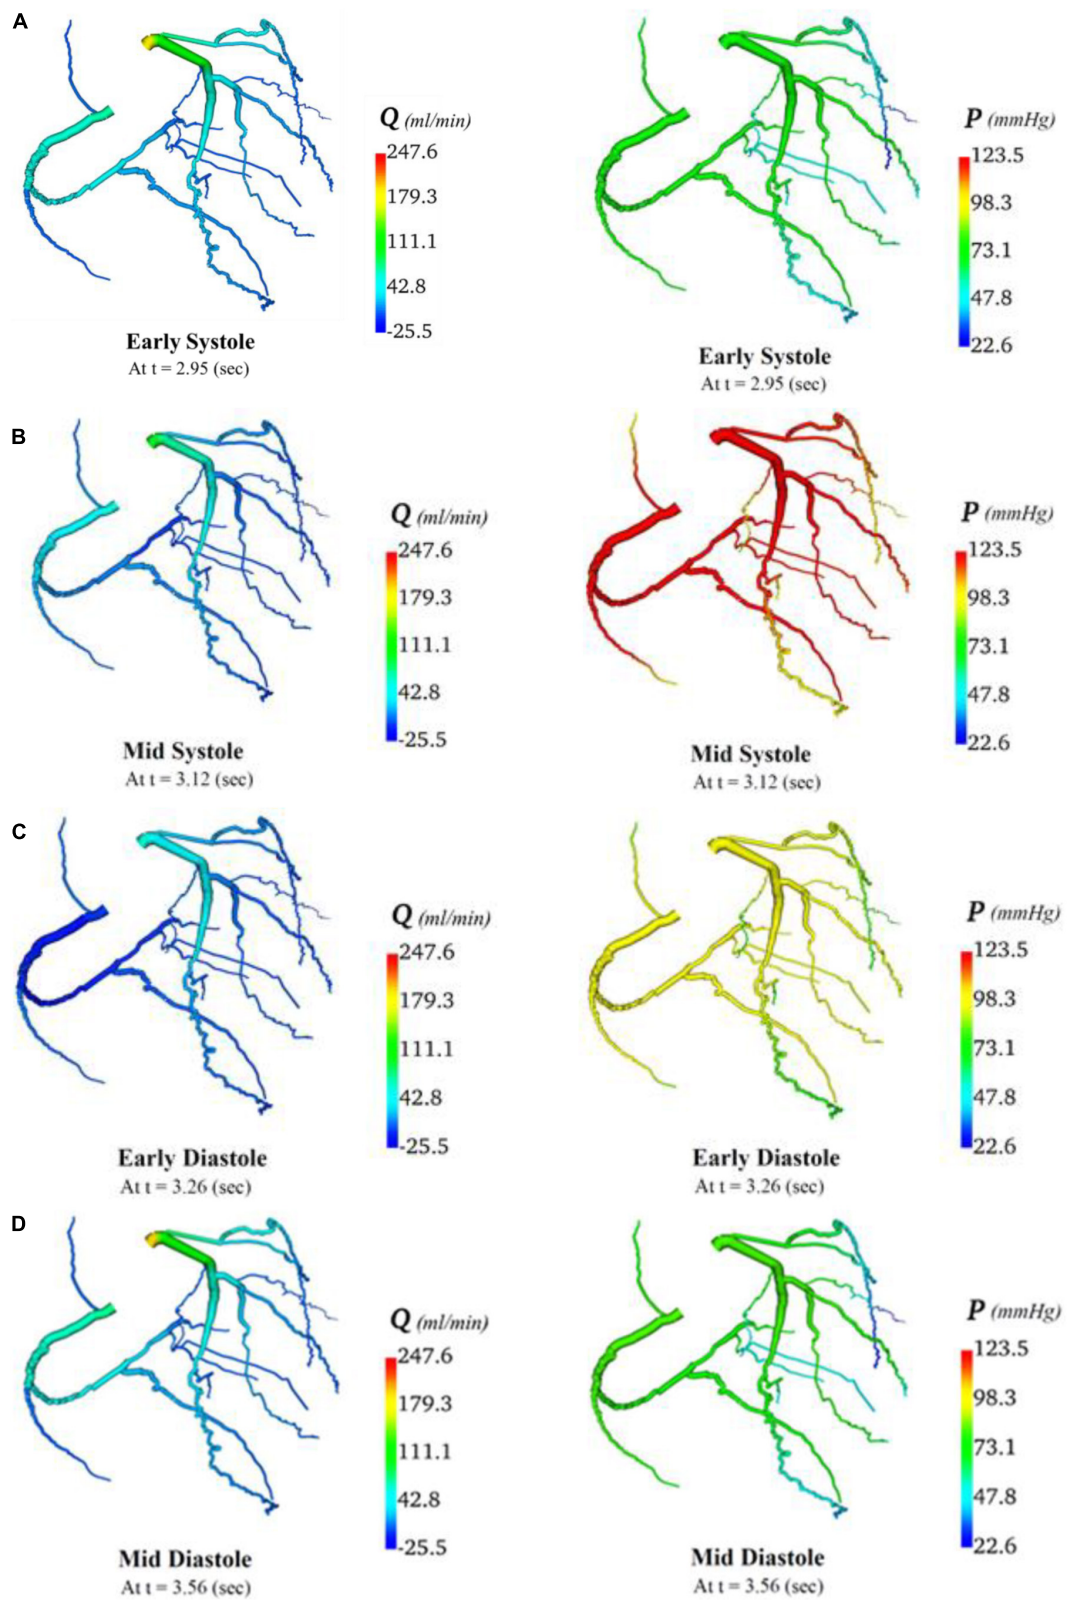 A
Q (ml/min)
247.6
179.3
111.1
42.8
-25.5
Early Systole
At t = 2.95 (sec)
P (mmHg)
123.5
98.3
73.1
47.8
22.6
Early Systole
At t = 2.95 (sec)
B
Q (ml/min)
247.6
179.3
111.1
42.8
-25.5
Mid Systole
At t = 3.12 (sec)
P (mmHg)
123.5
98.3
73.1
47.8
22.6
Mid Systole
At t = 3.12 (sec)
C
Q (ml/min)
247.6
179.3
111.1
42.8
-25.5
Early Diastole
At t = 3.26 (sec)
P (mmHg)
123.5
98.3
73.1
47.8
22.6
Early Diastole
At t = 3.26 (sec)
D
Q (ml/min)
247.6
179.3
111.1
42.8
-25.5
Mid Diastole
At t = 3.56 (sec)
P (mmHg)
123.5
98.3
73.1
47.8
22.6
Mid Diastole
At t = 3.56 (sec)